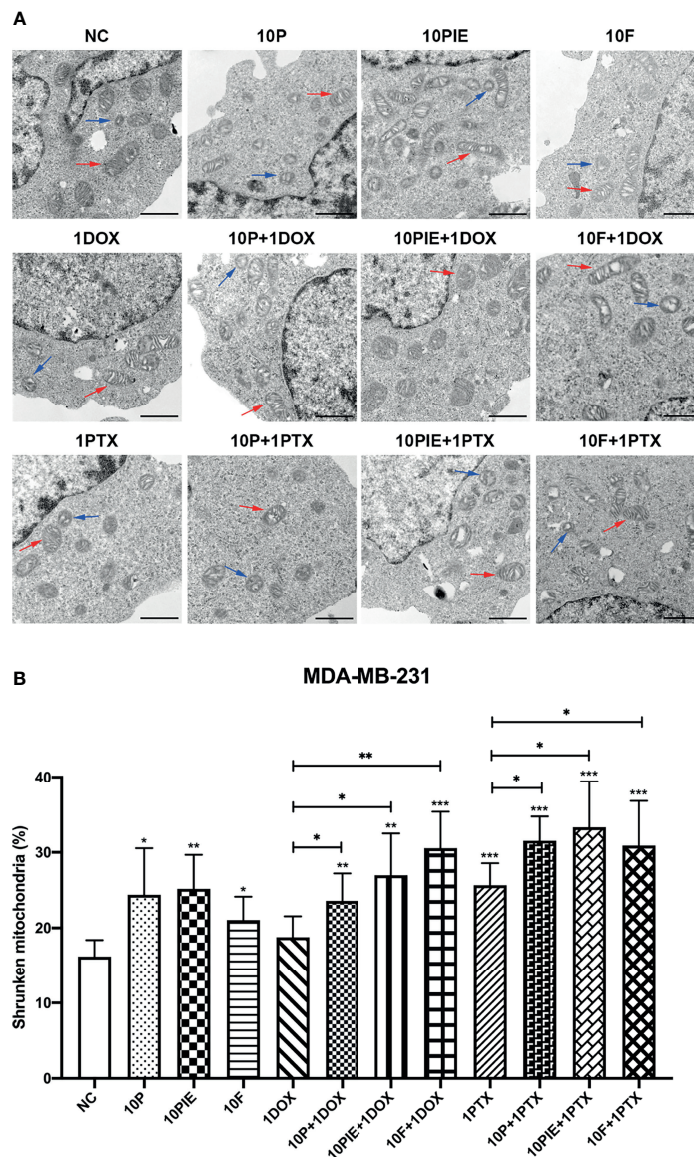 A
NC 10P 10PIE 10F
1DOX 10P+1DOX 10PIE+1DOX 10F+1DOX
1PTX 10P+1PTX 10PIE+1PTX 10F+1PTX
B
MDA-MB-231
*
** *
* *
* ***
*** *** *** ***
** **
* ** *
***
40
30
20
10
0
Shrunken mitochondria (%)
NC 10P 10PIE 10F 1DOX 10P+1DOX 10PIE+1DOX 10F+1DOX 1PTX 10P+1PTX 10PIE+1PTX 10F+1PTX